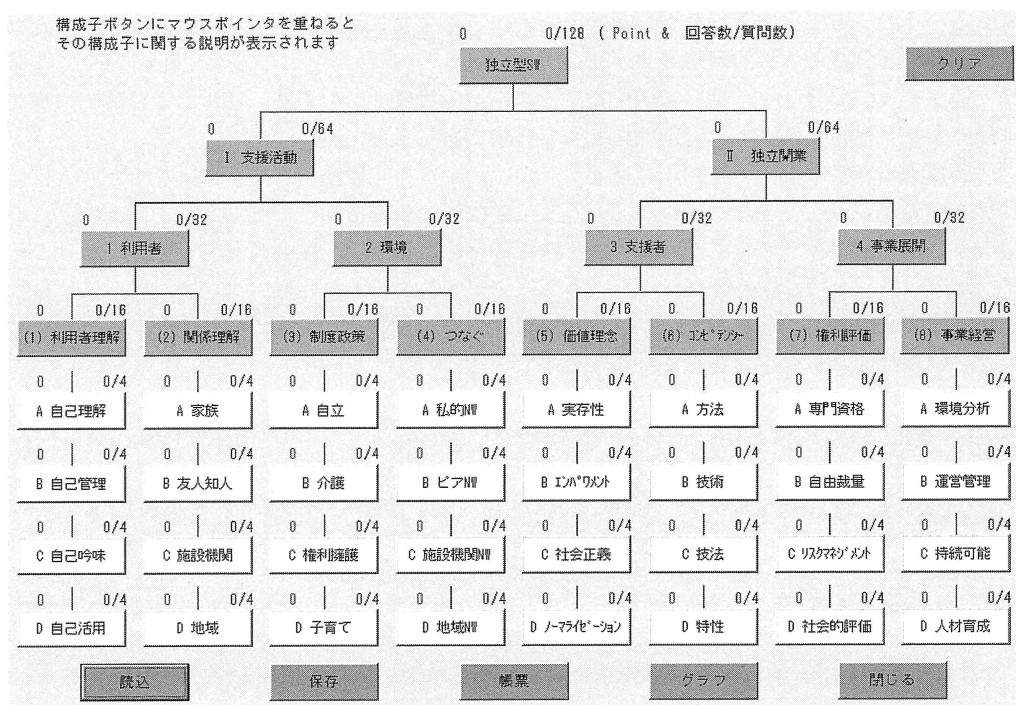 構成子ボタンにマウスポインタを重ねると
その構成子に関する説明が表示されます
0 0/128 ( Point & 回答数/質問数)
独立型SW
クリア
0 0/64 0 0/64
Ⅰ 支援活動 Ⅱ 独立開業
0 0/32 0 0/32 0 0/32 0 0/32
1 利用者 2 環境 3 支援者 4 事業展開
0 0/16 0 0/16 0 0/16 0 0/16 0 0/16 0 0/16 0 0/16 0 0/16
(1) 利用者理解 (2) 関係理解 (3) 制度政策 (4) つなぐ (5) 価値理念 (6) コンピテンシー (7) 権利評価 (8) 事業経営
0 0/4 0 0/4 0 0/4 0 0/4 0 0/4 0 0/4 0 0/4 0 0/4
A 自己理解 A 家族 A 自立 A 私的NW A 実存性 A 方法 A 専門資格 A 環境分析
0 0/4 0 0/4 0 0/4 0 0/4 0 0/4 0 0/4 0 0/4 0 0/4
B 自己管理 B 友人知人 B 介護 B ピアNW B エンパワメント B 技術 B 自由裁量 B 運営管理
0 0/4 0 0/4 0 0/4 0 0/4 0 0/4 0 0/4 0 0/4 0 0/4
C 自己吟味 C 施設機関 C 権利擁護 C 施設機関NW C 社会正義 C 技法 C リスクマネジメント C 持続可能
0 0/4 0 0/4 0 0/4 0 0/4 0 0/4 0 0/4 0 0/4 0 0/4
D 自己活用 D 地域 D 子育て D 地域NW D ノーマライゼーション D 特性 D 社会的評価 D 人材育成
読込 保存 帳票 グラフ 閉じる